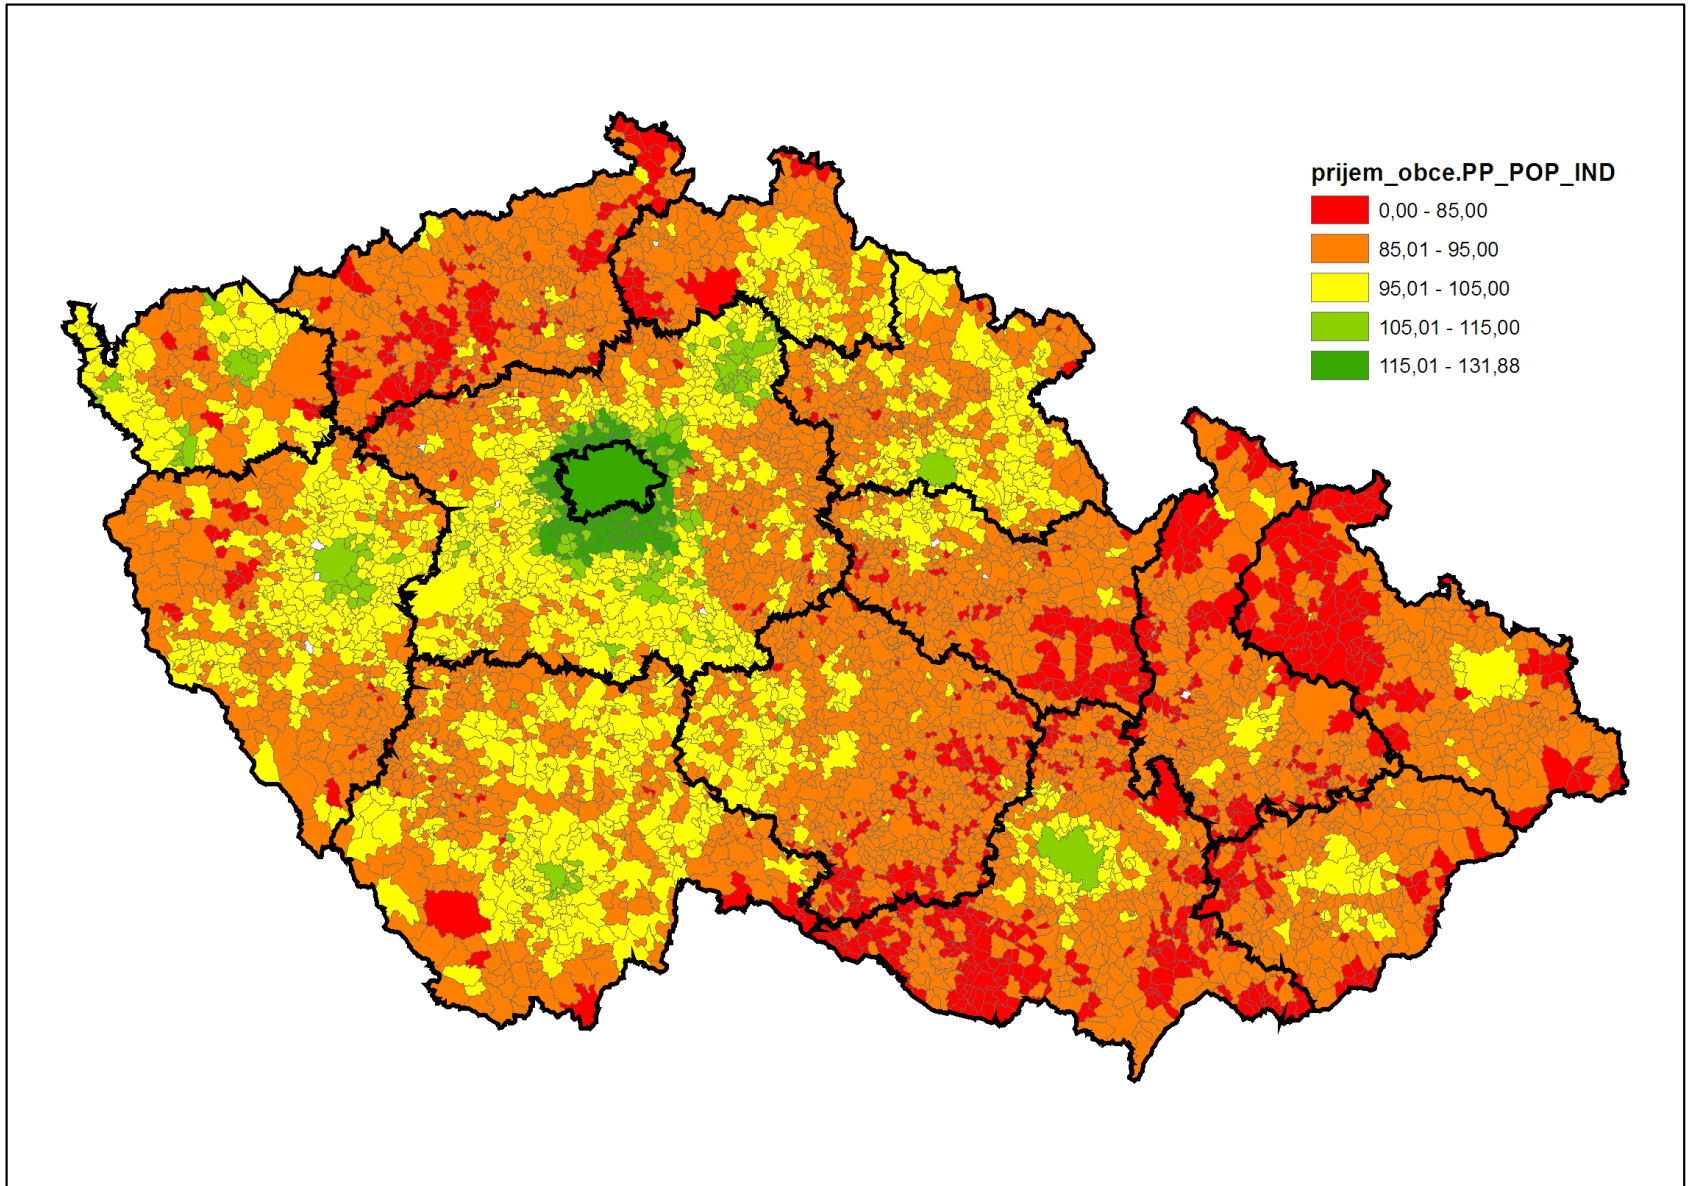 prijem_obce.PP_POP_IND
0,00 - 85,00
85,01 - 95,00
95,01 - 105,00
105,01 - 115,00
115,01 - 131,88